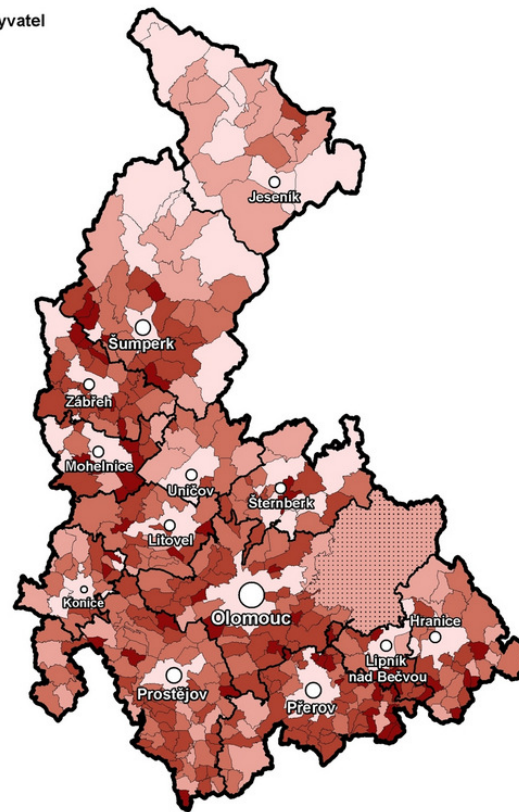 yvatel
Jeseník
Šumperk
Zábřeh
Mohelnice
Uničov
Šternberk
Litovel
Konice
Olomouc
Hranice
Lipník
nad Bečvou
Prostějov
Přerov